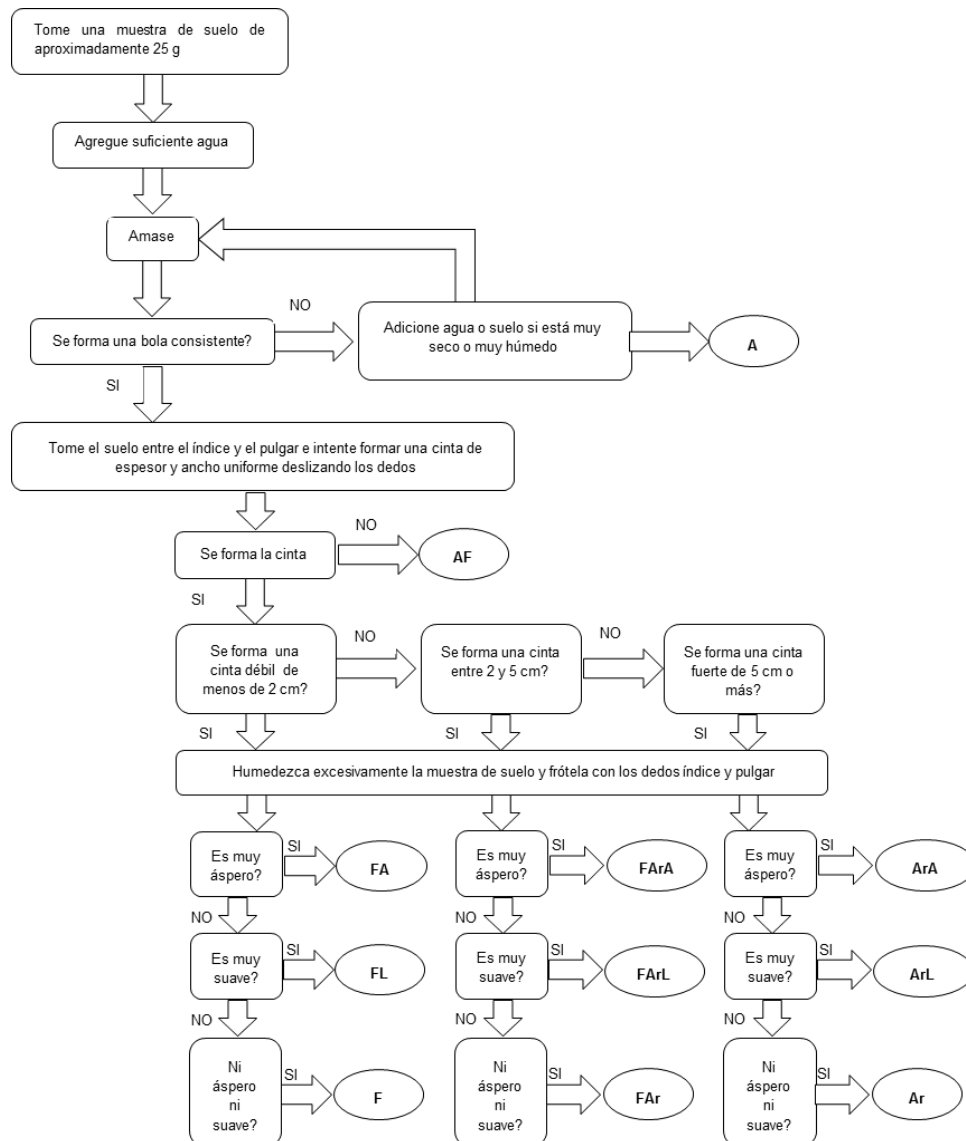 Tome una muestra de suelo de
aproximadamente 25 g
Agregue suficiente agua
Amase
NO
Se forma una bola consistente?
Adicione agua o suelo si está muy
seco o muy húmedo
A
SI
Tome el suelo entre el índice y el pulgar e intente formar una cinta de
espesor y ancho uniforme deslizando los dedos
NO
Se forma la cinta
AF
SI
Se forma una
cinta débil de
menos de 2 cm?
NO
Se forma una cinta
entre 2 y 5 cm?
NO
Se forma una cinta
fuerte de 5 cm o
más?
SI
SI
SI
Humedezca excesivamente la muestra de suelo y frótela con los dedos índice y pulgar
Es muy
áspero?
SI
FA
Es muy
áspero?
SI
FArA
Es muy
áspero?
SI
ArA
NO
NO
NO
Es muy
suave?
SI
FL
Es muy
suave?
SI
FArL
Es muy
suave?
SI
ArL
NO
NO
NO
Ni
áspero
ni
suave?
SI
F
Ni
áspero
ni
suave?
SI
FAr
Ni
áspero
ni
suave?
SI
Ar